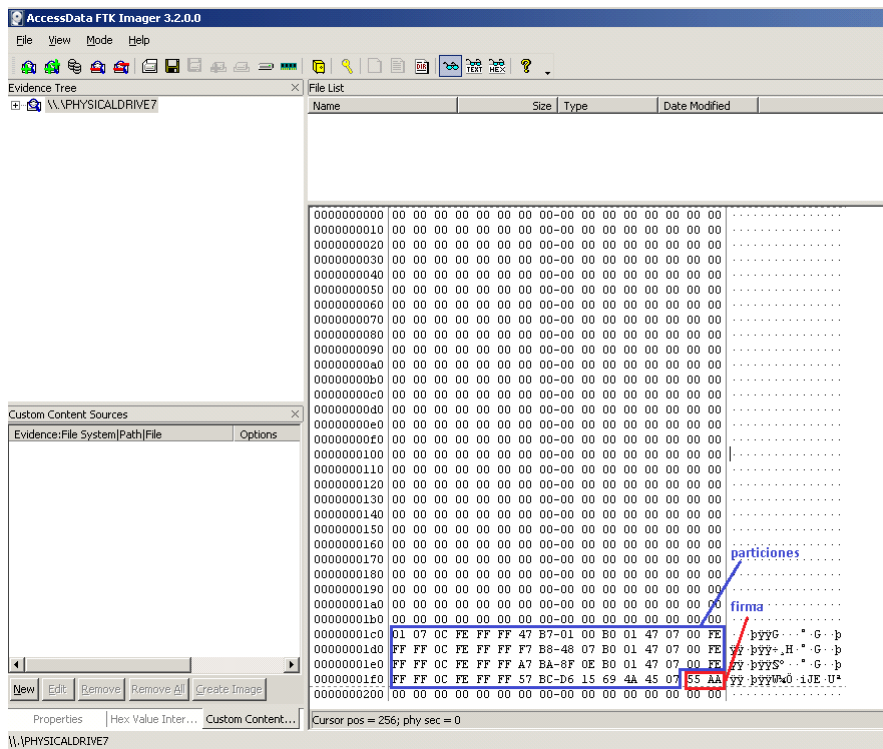 AccessData FTK Imager 3.2.0.0
File View Mode Help
Evidence Tree
\\.\PHYSICALDRIVE7
File List
Name Size Type Date Modified
0000000000 00 00 00 00 00 00 00 00-00 00 00 00 00 00 00 00 ················
0000000010 00 00 00 00 00 00 00 00-00 00 00 00 00 00 00 00 ················
0000000020 00 00 00 00 00 00 00 00-00 00 00 00 00 00 00 00 ················
0000000030 00 00 00 00 00 00 00 00-00 00 00 00 00 00 00 00 ················
0000000040 00 00 00 00 00 00 00 00-00 00 00 00 00 00 00 00 ················
0000000050 00 00 00 00 00 00 00 00-00 00 00 00 00 00 00 00 ················
0000000060 00 00 00 00 00 00 00 00-00 00 00 00 00 00 00 00 ················
0000000070 00 00 00 00 00 00 00 00-00 00 00 00 00 00 00 00 ················
0000000080 00 00 00 00 00 00 00 00-00 00 00 00 00 00 00 00 ················
0000000090 00 00 00 00 00 00 00 00-00 00 00 00 00 00 00 00 ················
00000000a0 00 00 00 00 00 00 00 00-00 00 00 00 00 00 00 00 ················
00000000b0 00 00 00 00 00 00 00 00-00 00 00 00 00 00 00 00 ················
00000000c0 00 00 00 00 00 00 00 00-00 00 00 00 00 00 00 00 ················
00000000d0 00 00 00 00 00 00 00 00-00 00 00 00 00 00 00 00 ················
00000000e0 00 00 00 00 00 00 00 00-00 00 00 00 00 00 00 00 ················
00000000f0 00 00 00 00 00 00 00 00-00 00 00 00 00 00 00 00 ················
0000000100 00 00 00 00 00 00 00 00-00 00 00 00 00 00 00 00 ················
0000000110 00 00 00 00 00 00 00 00-00 00 00 00 00 00 00 00 ················
0000000120 00 00 00 00 00 00 00 00-00 00 00 00 00 00 00 00 ················
0000000130 00 00 00 00 00 00 00 00-00 00 00 00 00 00 00 00 ················
0000000140 00 00 00 00 00 00 00 00-00 00 00 00 00 00 00 00 ················
0000000150 00 00 00 00 00 00 00 00-00 00 00 00 00 00 00 00 ················
0000000160 00 00 00 00 00 00 00 00-00 00 00 00 00 00 00 00 ················
particiones
0000000170 00 00 00 00 00 00 00 00-00 00 00 00 00 00 00 00 ················
0000000180 00 00 00 00 00 00 00 00-00 00 00 00 00 00 00 00 ················
0000000190 00 00 00 00 00 00 00 00-00 00 00 00 00 00 00 00 ················
firma
00000001a0 00 00 00 00 00 00 00 00-00 00 00 00 00 00 00 00 ················
00000001b0 00 00 00 00 00 00 00 00-00 00 00 00 00 00 00 00 ················
00000001c0 01 07 0C FE FF FF 47 B7-01 00 B0 01 47 07 00 FE ···þÿÿG···°·G··þ
00000001d0 FF FF 0C FE FF FF F7 B8-48 07 B0 01 47 07 00 FE ÿÿ·þÿÿ÷¸H·°·G··þ
00000001e0 FF FF 0C FE FF FF A7 BA-8F 0E B0 01 47 07 00 FE ÿÿ·þÿÿ§º··°·G··þ
00000001f0 FF FF 0C FE FF FF 57 BC-D6 15 69 4A 45 07 55 AA ÿÿ·þÿÿW¼Ö·iJE·Uª
0000000200 00 00 00 00 00 00 00 00-00 00 00 00 00 00 00 00 ················
Custom Content Sources
Evidence:File System|Path|File Options
New Edit Remove Remove All Create Image
Properties Hex Value Inter... Custom Content...
Cursor pos = 256; phy sec = 0
\\.\PHYSICALDRIVE7